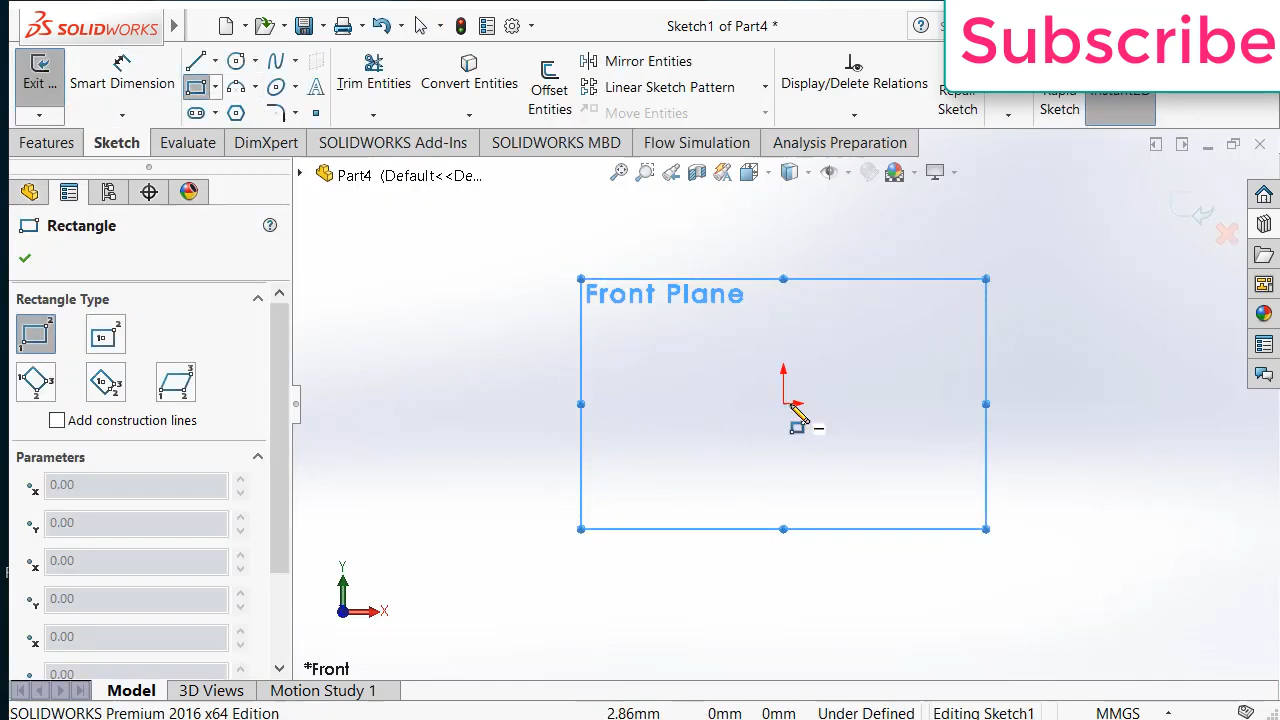 SOLIDWORKS
Sketch1 of Part4 *
Subscribe
Exit ...
Smart Dimension
Trim Entities
Convert Entities
Offset
Entities
Mirror Entities
Linear Sketch Pattern
Move Entities
Display/Delete Relations
Repair
Sketch
Rapid
Sketch
Instant2D
Features
Sketch
Evaluate
DimXpert
SOLIDWORKS Add-Ins
SOLIDWORKS MBD
Flow Simulation
Analysis Preparation
Part4 (Default<<De...
Rectangle
Rectangle Type
Add construction lines
Parameters
0.00
0.00
0.00
0.00
0.00
Front Plane
Y
X
*Front
Model
3D Views
Motion Study 1
SOLIDWORKS Premium 2016 x64 Edition
2.86mm
0mm
0mm
Under Defined
Editing Sketch1
MMGS